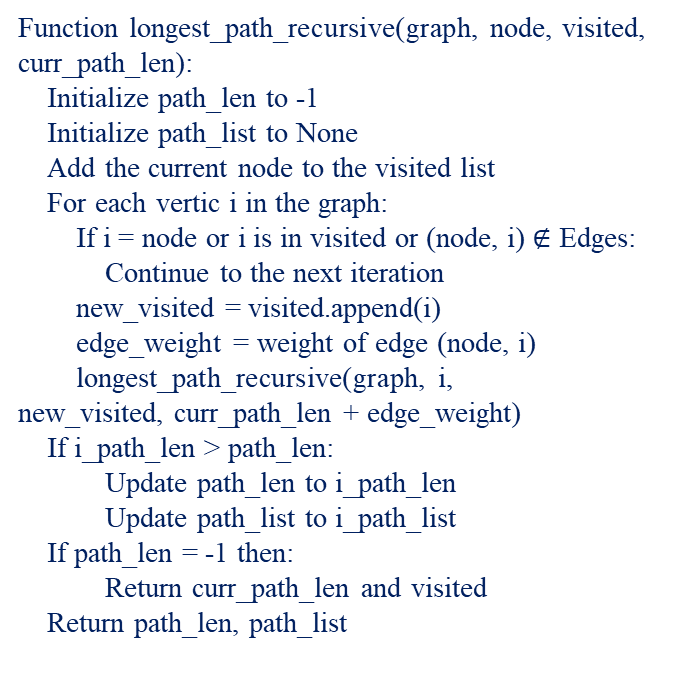 Function longest_path_recursive(graph, node, visited,
curr_path_len):
Initialize path_len to -1
Initialize path_list to None
Add the current node to the visited list
For each vertic i in the graph:
If i = node or i is in visited or (node, i) ∉ Edges:
Continue to the next iteration
new_visited = visited.append(i)
edge_weight = weight of edge (node, i)
longest_path_recursive(graph, i,
new_visited, curr_path_len + edge_weight)
If i_path_len > path_len:
Update path_len to i_path_len
Update path_list to i_path_list
If path_len = -1 then:
Return curr_path_len and visited
Return path_len, path_list